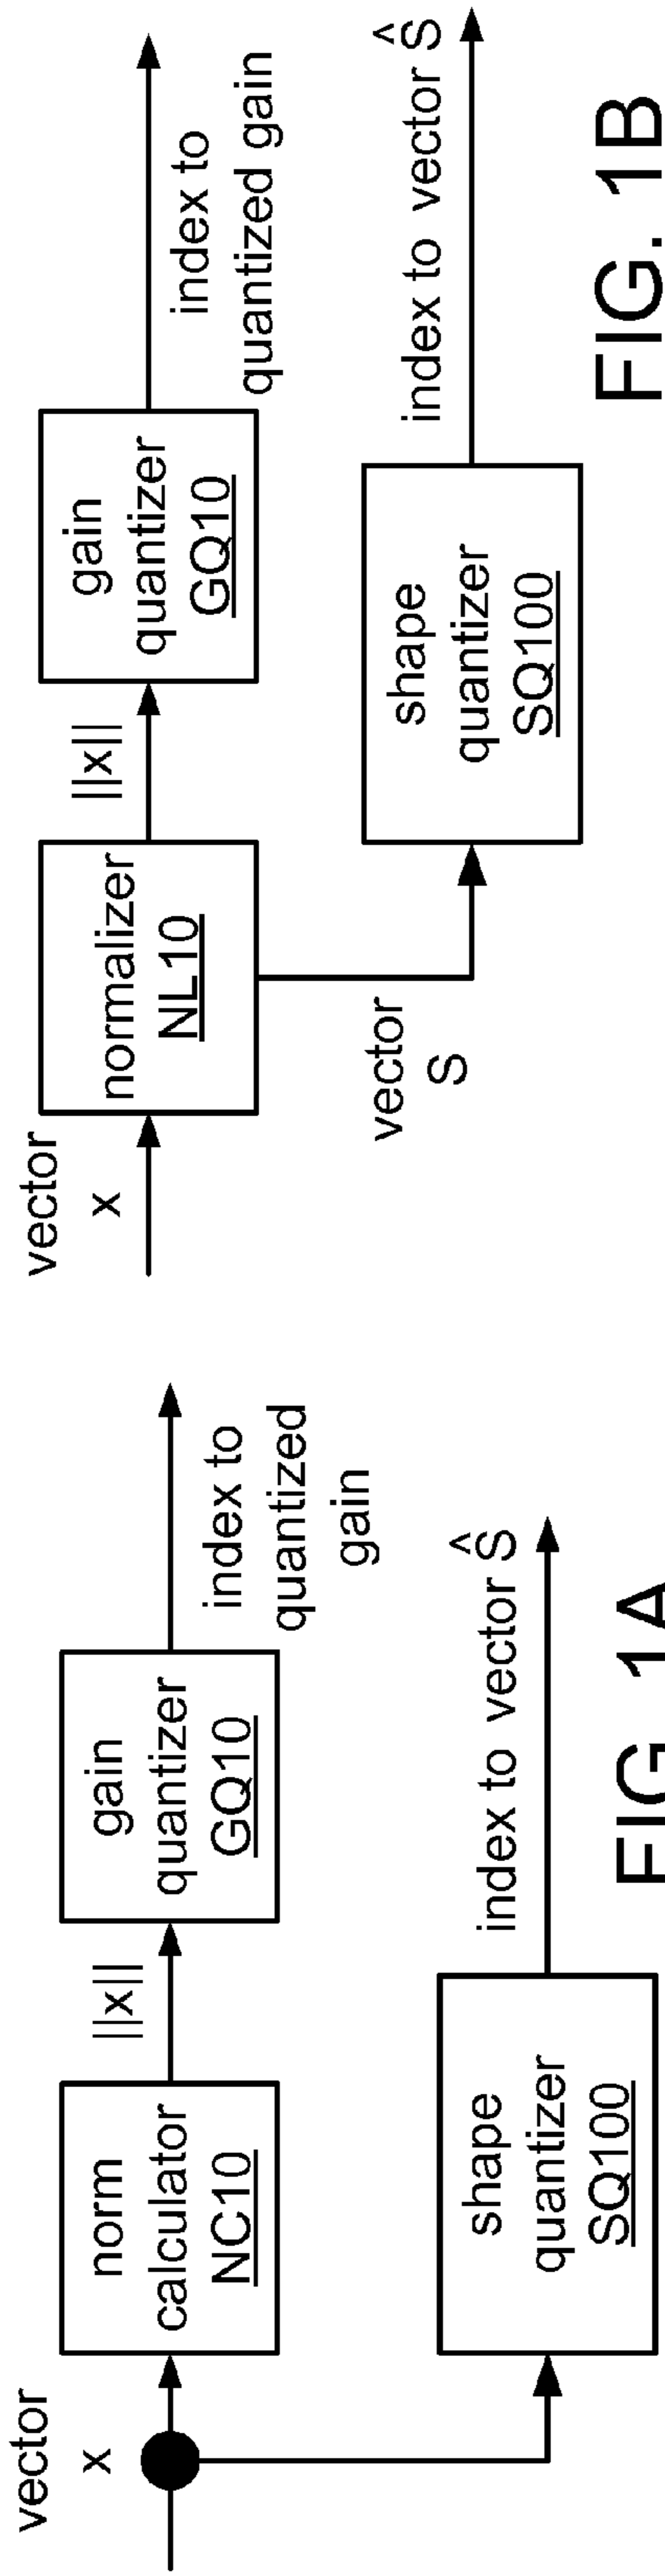 vector
x
norm
calculator
NC10
||x||
gain
quantizer
GQ10
index to
quantized
gain
shape
quantizer
SQ100
index to vector Ŝ
FIG. 1A
vector
x
normalizer
NL10
||x||
gain
quantizer
GQ10
index to
quantized gain
vector
S
shape
quantizer
SQ100
index to vector Ŝ
FIG. 1B